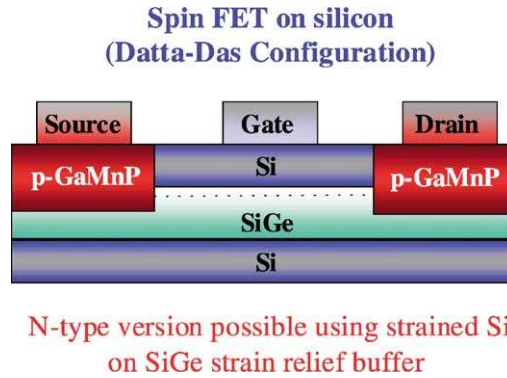 Spin FET on silicon
(Datta-Das Configuration)
Source Gate Drain
Si
p-GaMnP p-GaMnP
SiGe
Si
N-type version possible using strained Si
on SiGe strain relief buffer